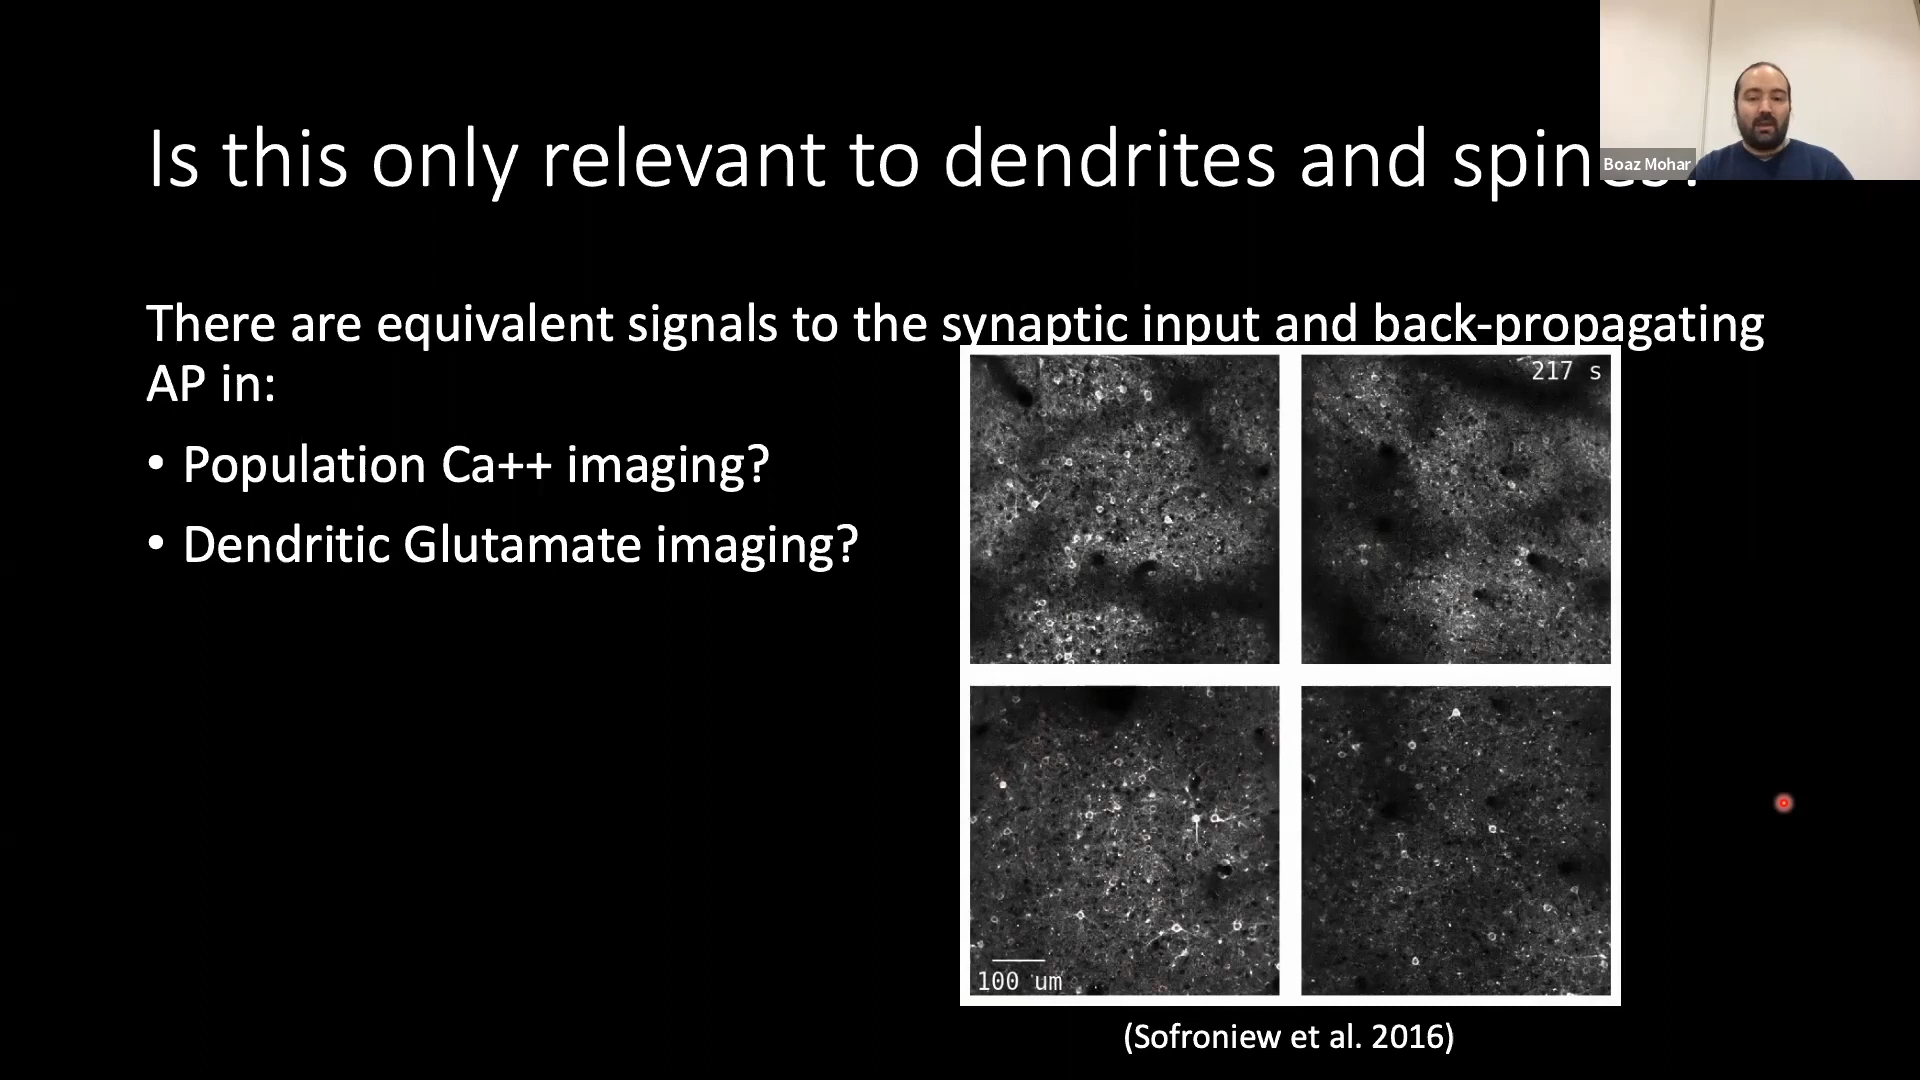 Is this only relevant to dendrites and spines?
Boaz Mohar
There are equivalent signals to the synaptic input and back-propagating
AP in:
• Population Ca++ imaging?
• Dendritic Glutamate imaging?
217 s
100 um
(Sofroniew et al. 2016)